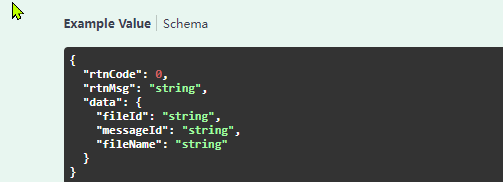 Example Value | Schema
{
  "rtnCode": 0,
  "rtnMsg": "string",
  "data": {
    "fileId": "string",
    "messageId": "string",
    "fileName": "string"
  }
}